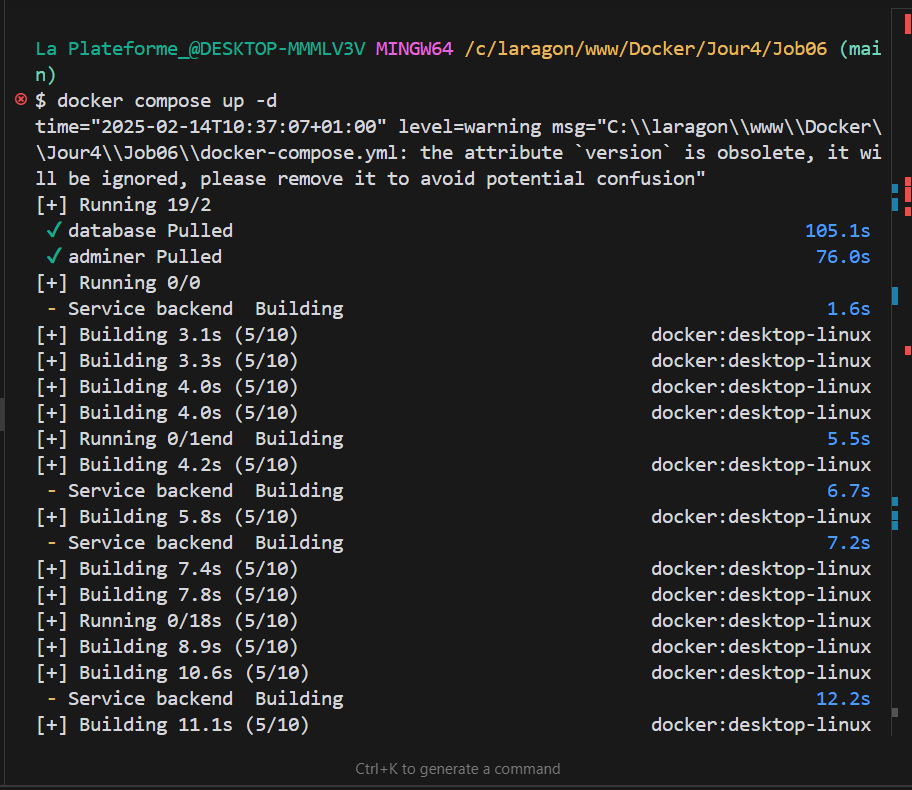 La Plateforme_@DESKTOP-MMMLV3V MINGW64 /c/laragon/www/Docker/Jour4/Job06 (mai
n)
$ docker compose up -d
time="2025-02-14T10:37:07+01:00" level=warning msg="C:\\laragon\\www\\Docker\
\Jour4\\Job06\\docker-compose.yml: the attribute `version` is obsolete, it wi
ll be ignored, please remove it to avoid potential confusion"
[+] Running 19/2
✓ database Pulled 105.1s
✓ adminer Pulled 76.0s
[+] Running 0/0
- Service backend  Building 1.6s
[+] Building 3.1s (5/10) docker:desktop-linux
[+] Building 3.3s (5/10) docker:desktop-linux
[+] Building 4.0s (5/10) docker:desktop-linux
[+] Building 4.0s (5/10) docker:desktop-linux
[+] Running 0/1end  Building 5.5s
[+] Building 4.2s (5/10) docker:desktop-linux
- Service backend  Building 6.7s
[+] Building 5.8s (5/10) docker:desktop-linux
- Service backend  Building 7.2s
[+] Building 7.4s (5/10) docker:desktop-linux
[+] Building 7.8s (5/10) docker:desktop-linux
[+] Running 0/18s (5/10) docker:desktop-linux
[+] Building 8.9s (5/10) docker:desktop-linux
[+] Building 10.6s (5/10) docker:desktop-linux
- Service backend  Building 12.2s
[+] Building 11.1s (5/10) docker:desktop-linux
Ctrl+K to generate a command